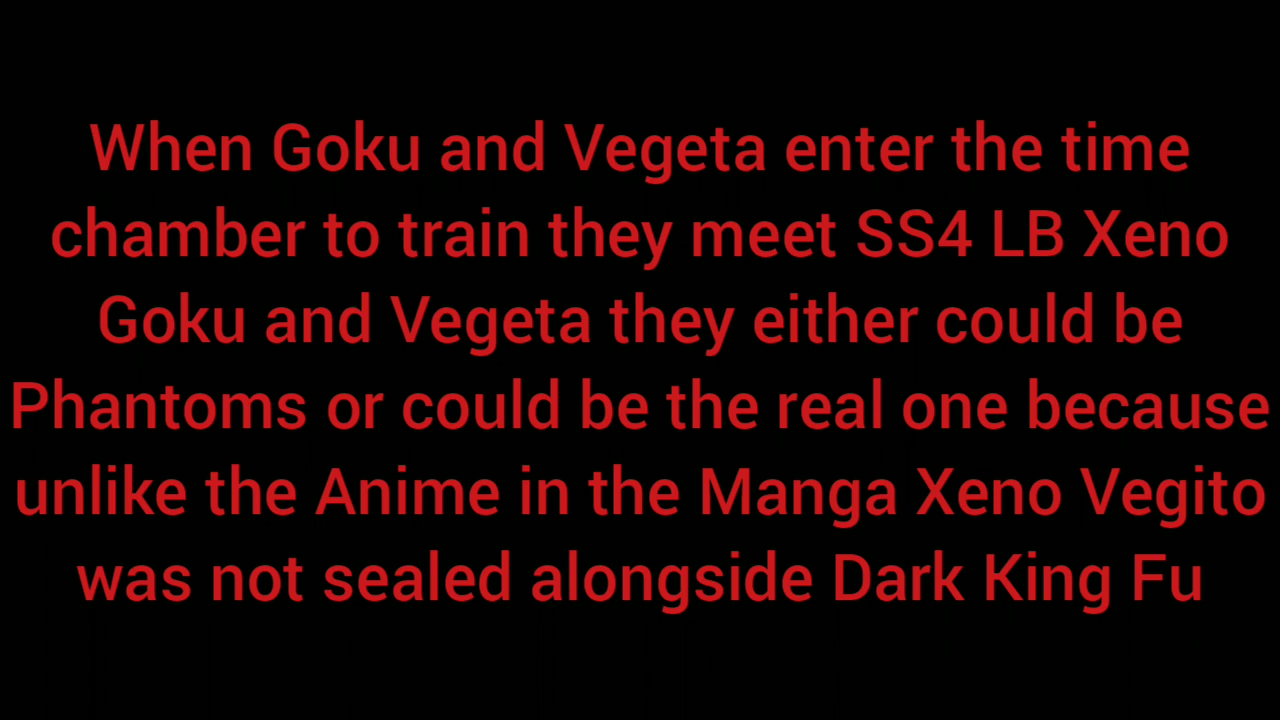 When Goku and Vegeta enter the time
chamber to train they meet SS4 LB Xeno
Goku and Vegeta they either could be
Phantoms or could be the real one because
unlike the Anime in the Manga Xeno Vegito
was not sealed alongside Dark King Fu